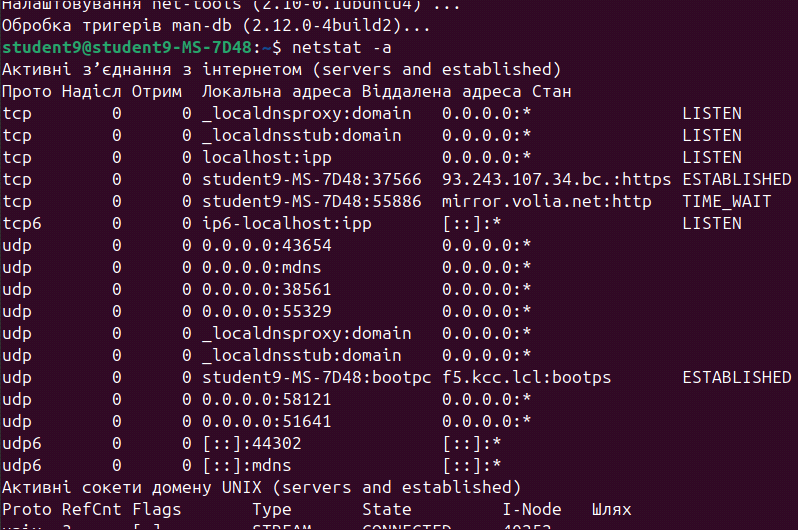 Налаштовування net-tools (2.10-0.1ubuntu4) ...
Обробка тригерів man-db (2.12.0-4build2)...
student9@student9-MS-7D48:~$ netstat -a
Активні з’єднання з інтернетом (servers and established)
Прото Надісл Отрим  Локальна адреса Віддалена адреса Стан
tcp        0      0 _localdnsproxy:domain   0.0.0.0:*               LISTEN
tcp        0      0 _localdnsstub:domain    0.0.0.0:*               LISTEN
tcp        0      0 localhost:ipp           0.0.0.0:*               LISTEN
tcp        0      0 student9-MS-7D48:37566  93.243.107.34.bc.:https ESTABLISHED
tcp        0      0 student9-MS-7D48:55886  mirror.volia.net:http   TIME_WAIT
tcp6       0      0 ip6-localhost:ipp       [::]:*                  LISTEN
udp        0      0 0.0.0.0:43654           0.0.0.0:*
udp        0      0 0.0.0.0:mdns            0.0.0.0:*
udp        0      0 0.0.0.0:38561           0.0.0.0:*
udp        0      0 0.0.0.0:55329           0.0.0.0:*
udp        0      0 _localdnsproxy:domain   0.0.0.0:*
udp        0      0 _localdnsstub:domain    0.0.0.0:*
udp        0      0 student9-MS-7D48:bootpc f5.kcc.lcl:bootps       ESTABLISHED
udp        0      0 0.0.0.0:58121           0.0.0.0:*
udp        0      0 0.0.0.0:51641           0.0.0.0:*
udp6       0      0 [::]:44302              [::]:*
udp6       0      0 [::]:mdns               [::]:*
Активні сокети домену UNIX (servers and established)
Proto RefCnt Flags       Type       State         I-Node   Шлях
STREAM     CONNECTED